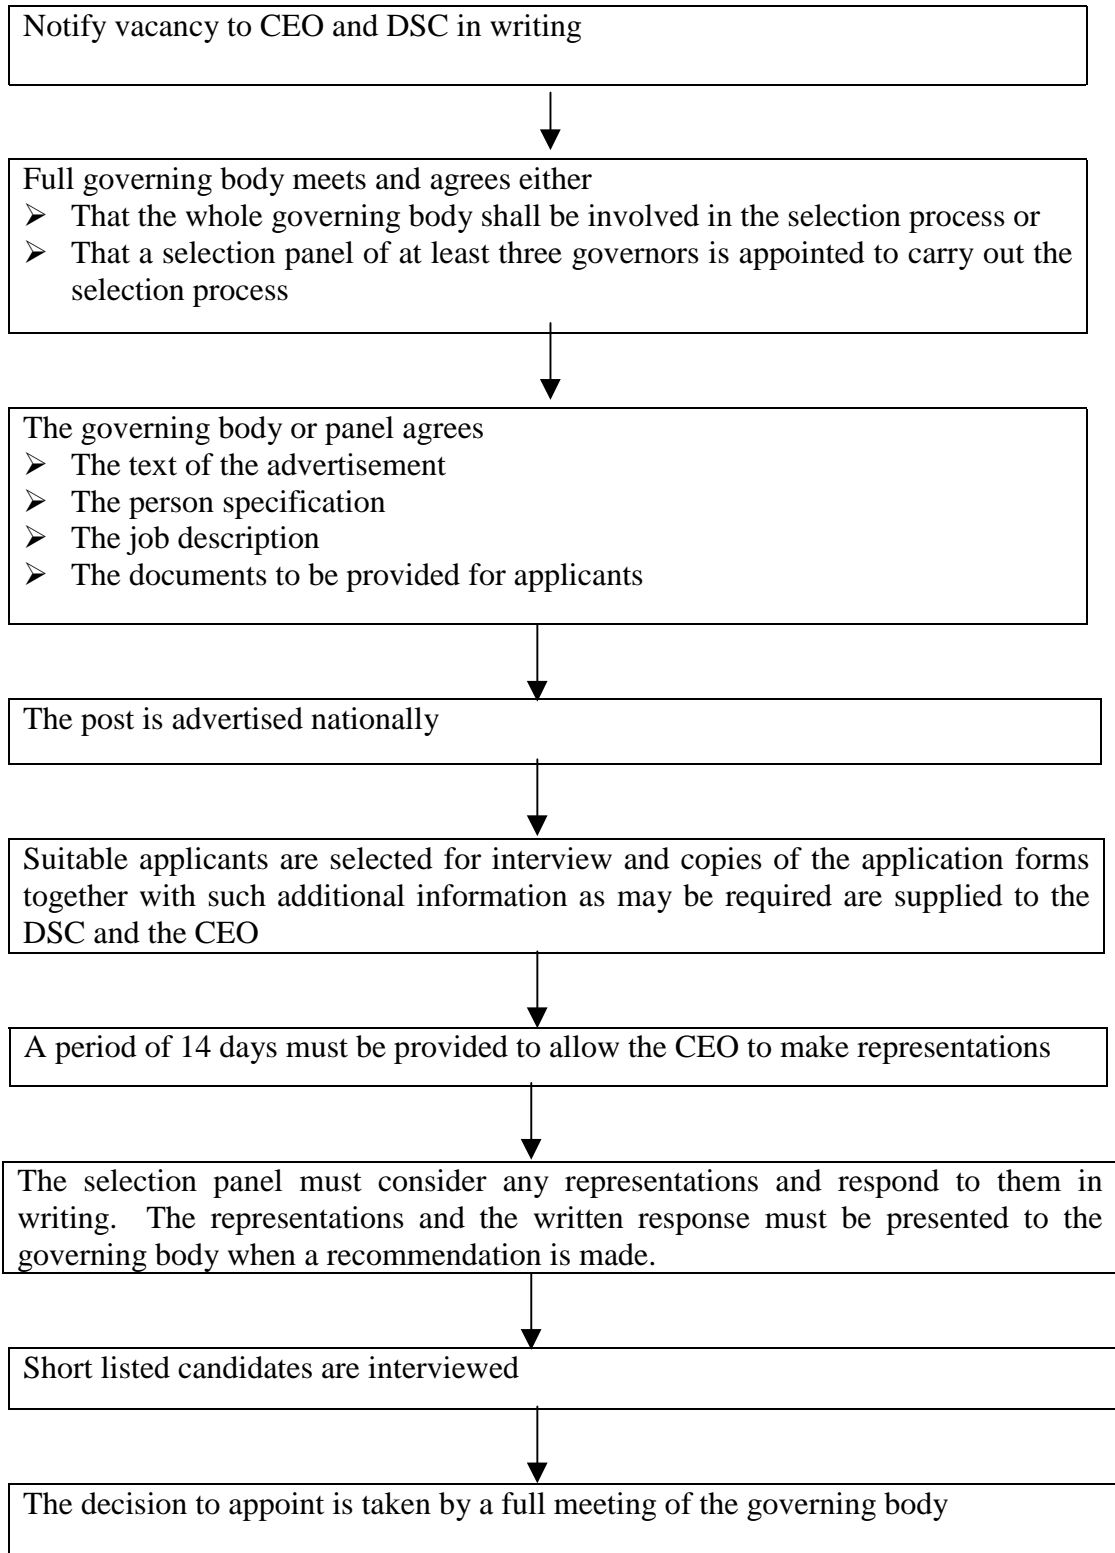 Notify vacancy to CEO and DSC in writing
Full governing body meets and agrees either
➢ That the whole governing body shall be involved in the selection process or
➢ That a selection panel of at least three governors is appointed to carry out the
selection process
The governing body or panel agrees
➢ The text of the advertisement
➢ The person specification
➢ The job description
➢ The documents to be provided for applicants
The post is advertised nationally
Suitable applicants are selected for interview and copies of the application forms
together with such additional information as may be required are supplied to the
DSC and the CEO
A period of 14 days must be provided to allow the CEO to make representations
The selection panel must consider any representations and respond to them in
writing. The representations and the written response must be presented to the
governing body when a recommendation is made.
Short listed candidates are interviewed
The decision to appoint is taken by a full meeting of the governing body